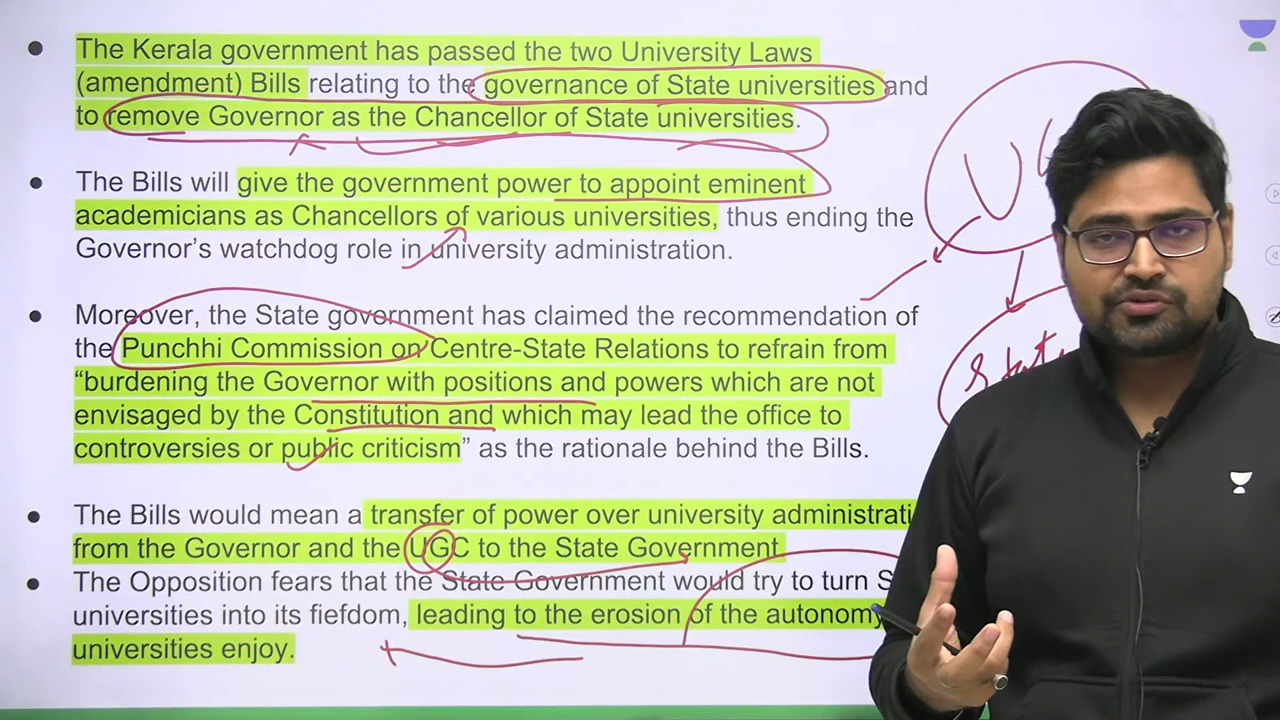 The Kerala government has passed the two University Laws
(amendment) Bills relating to the governance of State universities and
to remove Governor as the Chancellor of State universities.
The Bills will give the government power to appoint eminent
academicians as Chancellors of various universities, thus ending the
Governor's watchdog role in university administration.
Moreover, the State government has claimed the recommendation of
the Punchhi Commission on Centre-State Relations to refrain from
“burdening the Governor with positions and powers which are not
envisaged by the Constitution and which may lead the office to
controversies or public criticism” as the rationale behind the Bills.
The Bills would mean a transfer of power over university administrati
from the Governor and the UGC to the State Government
The Opposition fears that the State Government would try to turn S
universities into its fiefdom, leading to the erosion of the autonomy
universities enjoy.